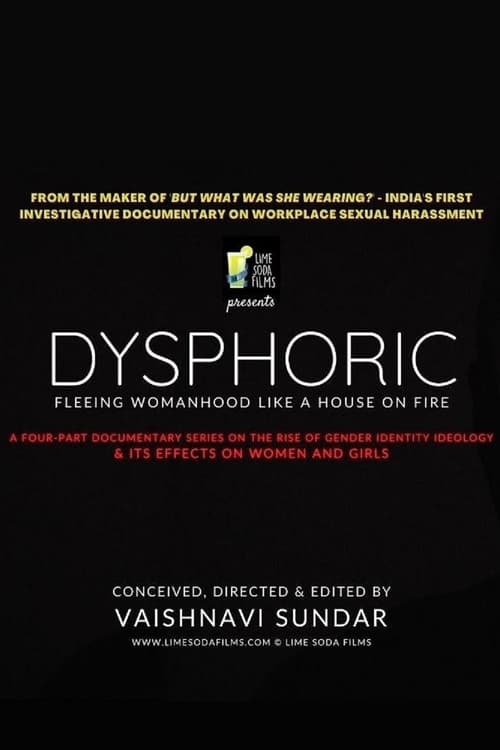 FROM THE MAKER OF 'BUT WHAT WAS SHE WEARING?' - INDIA'S FIRST
INVESTIGATIVE DOCUMENTARY ON WORKPLACE SEXUAL HARASSMENT
LIME
SODA
FILMS
presents
DYSPHORIC
FLEEING WOMANHOOD LIKE A HOUSE ON FIRE
A FOUR-PART DOCUMENTARY SERIES ON THE RISE OF GENDER IDENTITY IDEOLOGY
& ITS EFFECTS ON WOMEN AND GIRLS
CONCEIVED, DIRECTED & EDITED BY
VAISHNAVI SUNDAR
WWW.LIMESODAFILMS.COM © LIME SODA FILMS